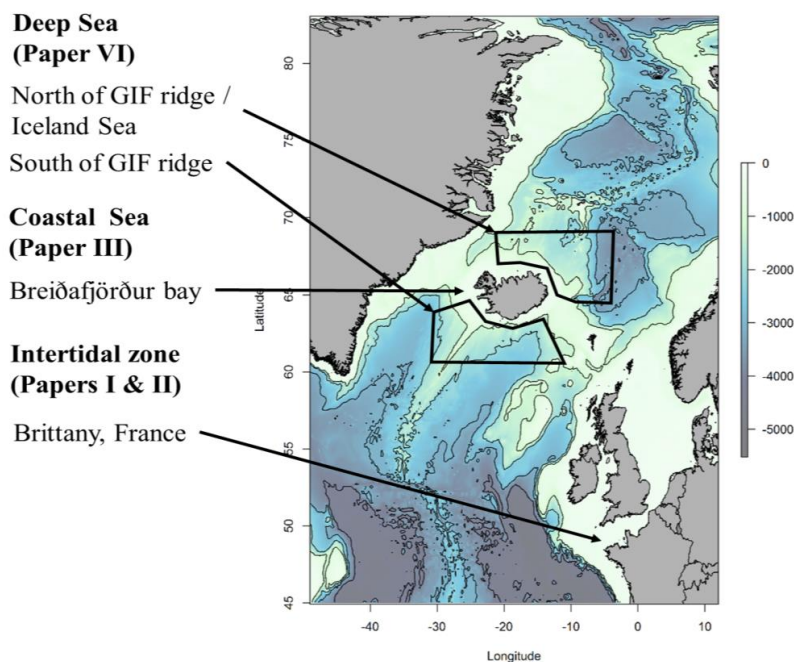 Deep Sea
(Paper VI)
North of GIF ridge /
Iceland Sea
South of GIF ridge
Coastal Sea
(Paper III)
Breiðafjörður bay
Intertidal zone
(Papers I & II)
Brittany, France
Latitude
80
75
70
65
60
55
50
45
-40
-30
-20
-10
0
10
Longitude
0
-1000
-2000
-3000
-4000
-5000